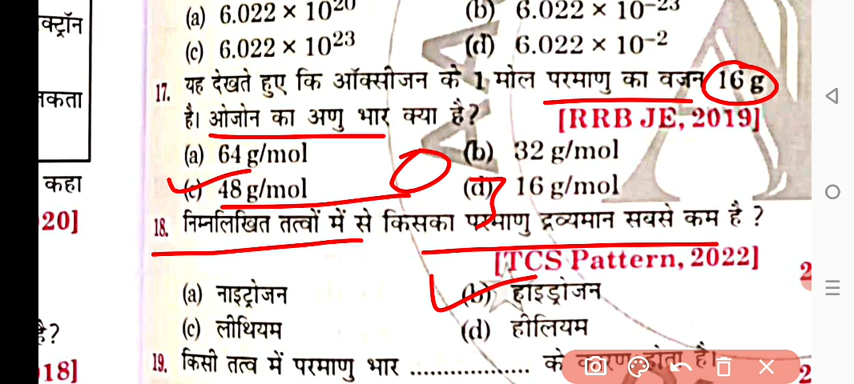 क्ट्रॉन
(a) 6.022 × 10²⁰ (b) 6.022 × 10⁻²³
(c) 6.022 × 10²³ (d) 6.022 × 10⁻²
17. यह देखते हुए कि ऑक्सीजन के 1 मोल परमाणु का वजन 16 g
नकता
है। ओजोन का अणु भार क्या है? [RRB JE, 2019]
(a) 64 g/mol (b) 32 g/mol
कहा
(c) 48 g/mol (d) 16 g/mol
20]
18. निम्नलिखित तत्वों में से किसका परमाणु द्रव्यमान सबसे कम है ?
[TCS Pattern, 2022]
(a) नाइट्रोजन (b) हाइड्रोजन
है?
(c) लीथियम (d) हीलियम
18]
19. किसी तत्व में परमाणु भार .................. के कारण होता है।